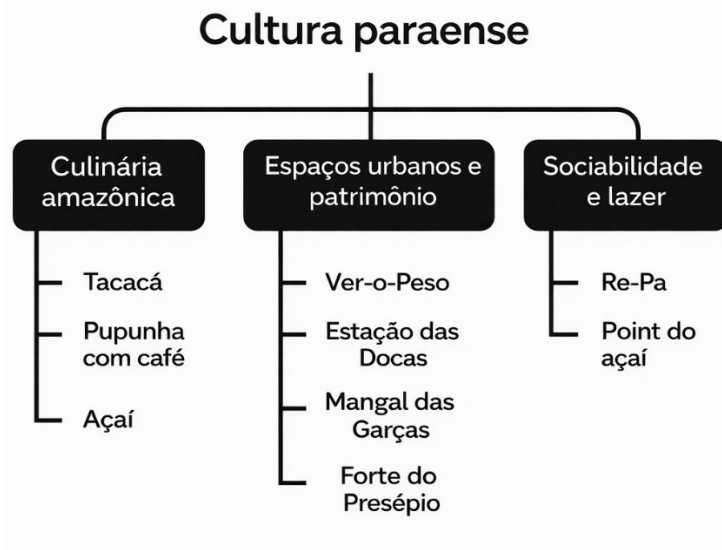 Cultura paraense
Culinária
amazônica
Tacacá
Pupunha
com café
Açaí
Espaços urbanos e
patrimônio
Ver-o-Peso
Estação das
Docas
Mangal das
Garças
Forte do
Presépio
Sociabilidade
e lazer
Re-Pa
Point do
açaí